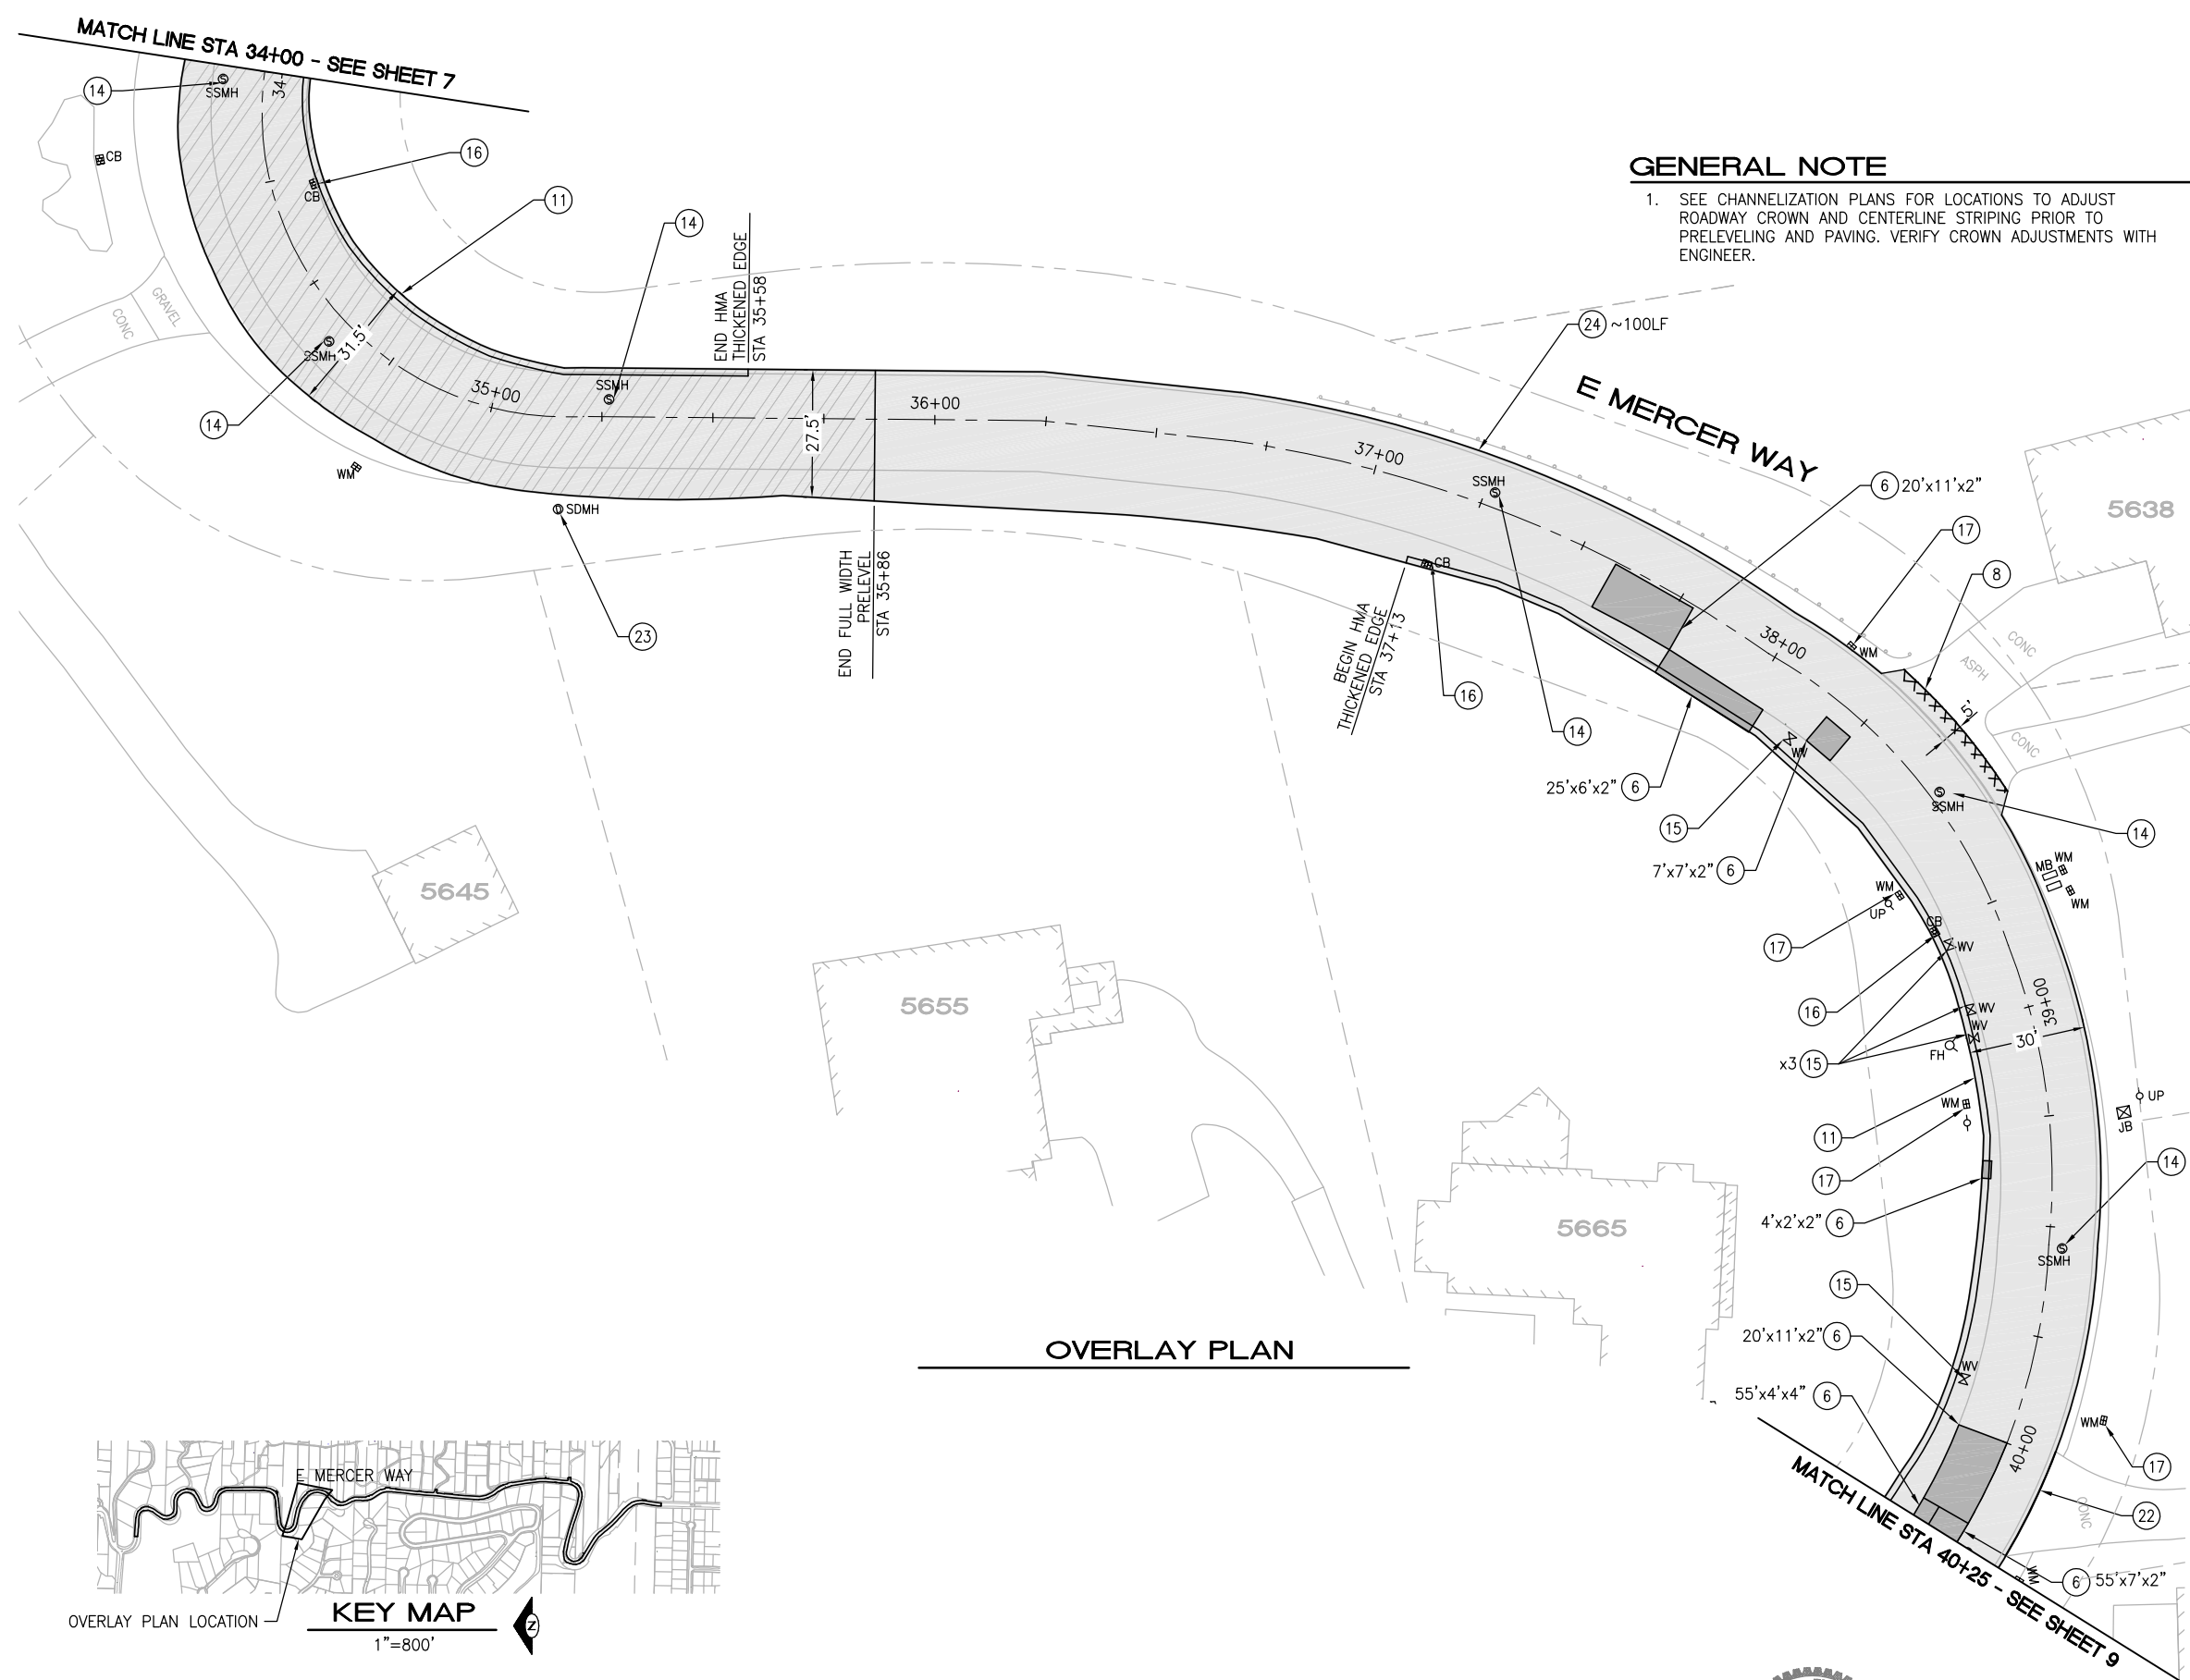 MATCH LINE STA 34+00 - SEE SHEET 7
14
SSMH
34+
CB
16
CB
11
14
GENERAL NOTE
1. SEE CHANNELIZATION PLANS FOR LOCATIONS TO ADJUST
ROADWAY CROWN AND CENTERLINE STRIPING PRIOR TO
PRELEVELING AND PAVING. VERIFY CROWN ADJUSTMENTS WITH
ENGINEER.
END HMA
THICKENED EDGE
STA 35+58
GRAVEL
CONC
SSMH
31.5'
14
35+00
SSMH
27.5'
36+00
24 ~100LF
E MERCER WAY
37+00
SSMH
6 20'x11'x2"
5638
17
WM
SDMH
23
END FULL WIDTH
PRELEVEL
STA 35+86
CB
BEGIN HMA
THICKENED EDGE
STA 37+13
16
14
38+00
WM
8
CONC
ASPH
5'
CONC
25'x6'x2" 6
WV
15
7'x7'x2" 6
SSMH
14
MB
WM
WM
WM
UP
17
CB
WV
16
WV
WV
FH
x3 15
39+00
30'
5645
5655
5665
WM
11
17
UP
JB
14
4'x2'x2" 6
SSMH
15
WV
20'x11'x2" 6
55'x4'x4" 6
40+00
WM
17
22
CONC
WM
6 55'x7'x2"
MATCH LINE STA 40+25 - SEE SHEET 9
OVERLAY PLAN
E MERCER WAY
OVERLAY PLAN LOCATION
KEY MAP
1"=800'
N